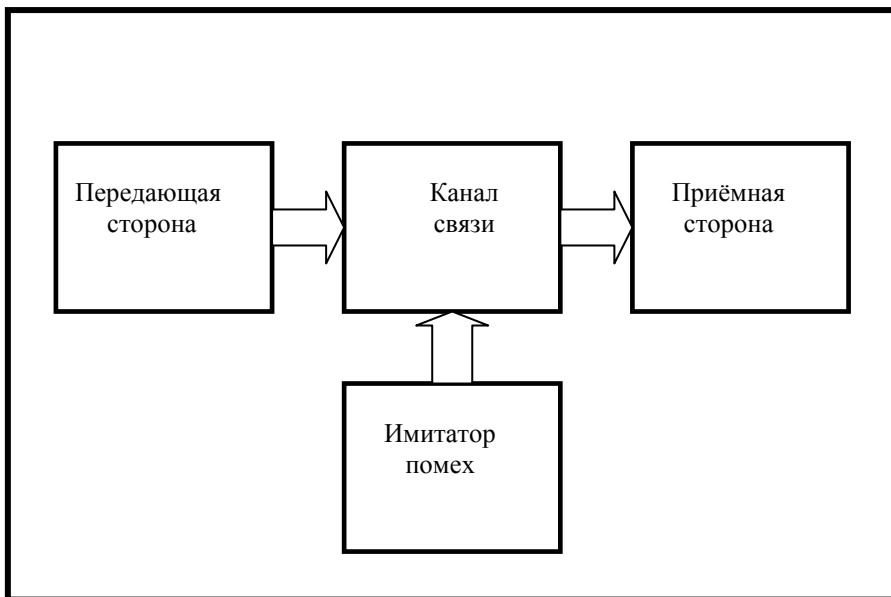 Передающая
сторона
Канал
связи
Приёмная
сторона
Имитатор
помех